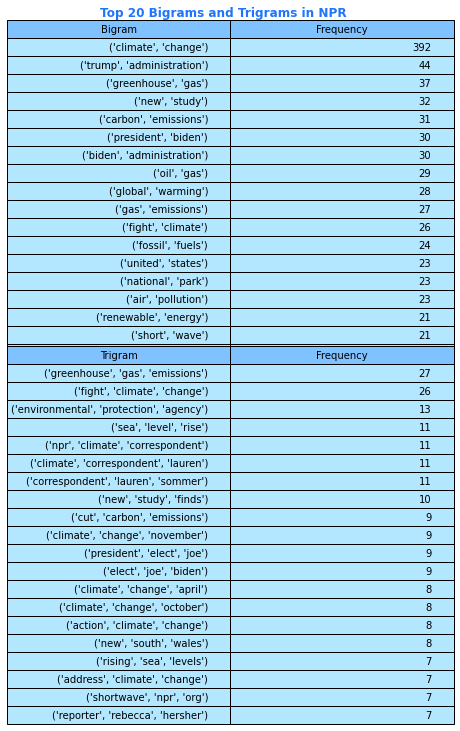 Top 20 Bigrams and Trigrams in NPR
Bigram Frequency
('climate', 'change') 392
('trump', 'administration') 44
('greenhouse', 'gas') 37
('new', 'study') 32
('carbon', 'emissions') 31
('president', 'biden') 30
('biden', 'administration') 30
('oil', 'gas') 29
('global', 'warming') 28
('gas', 'emissions') 27
('fight', 'climate') 26
('fossil', 'fuels') 24
('united', 'states') 23
('national', 'park') 23
('air', 'pollution') 23
('renewable', 'energy') 21
('short', 'wave') 21
Trigram Frequency
('greenhouse', 'gas', 'emissions') 27
('fight', 'climate', 'change') 26
('environmental', 'protection', 'agency') 13
('sea', 'level', 'rise') 11
('npr', 'climate', 'correspondent') 11
('climate', 'correspondent', 'lauren') 11
('correspondent', 'lauren', 'sommer') 11
('new', 'study', 'finds') 10
('cut', 'carbon', 'emissions') 9
('climate', 'change', 'november') 9
('president', 'elect', 'joe') 9
('elect', 'joe', 'biden') 9
('climate', 'change', 'april') 8
('climate', 'change', 'october') 8
('action', 'climate', 'change') 8
('new', 'south', 'wales') 8
('rising', 'sea', 'levels') 7
('address', 'climate', 'change') 7
('shortwave', 'npr', 'org') 7
('reporter', 'rebecca', 'hersher') 7